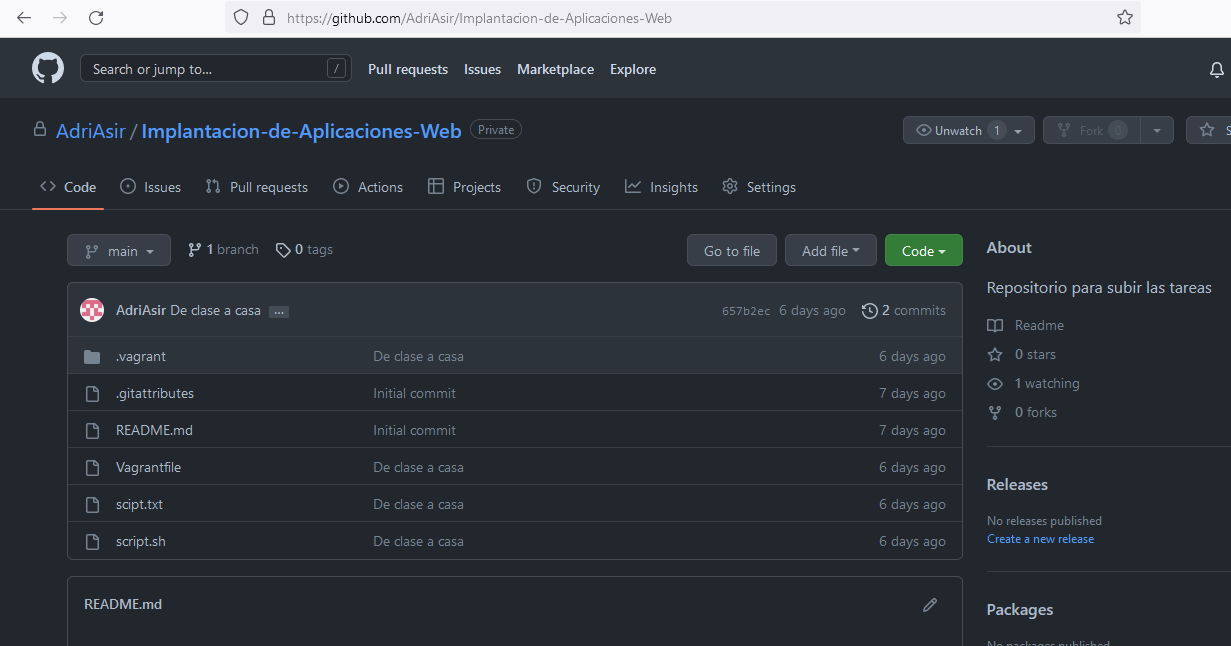 https://github.com/AdriAsir/Implantacion-de-Aplicaciones-Web
Search or jump to... / Pull requests Issues Marketplace Explore
AdriAsir / Implantacion-de-Aplicaciones-Web Private Unwatch 1 Fork 0 S
Code Issues Pull requests Actions Projects Security Insights Settings
main 1 branch 0 tags Go to file Add file Code
AdriAsir De clase a casa ... 657b2ec 6 days ago 2 commits
.vagrant De clase a casa 6 days ago
.gitattributes Initial commit 7 days ago
README.md Initial commit 7 days ago
Vagrantfile De clase a casa 6 days ago
scipt.txt De clase a casa 6 days ago
script.sh De clase a casa 6 days ago
README.md
About
Repositorio para subir las tareas
Readme
0 stars
1 watching
0 forks
Releases
No releases published
Create a new release
Packages
No packages published